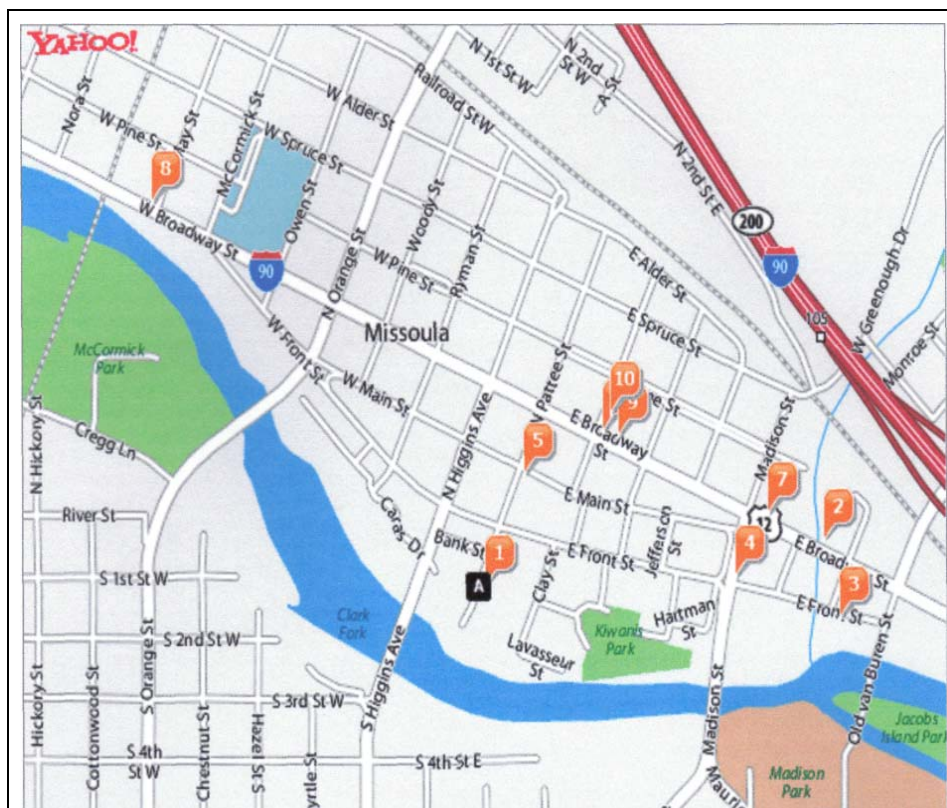 YAHOO!
Nora St
W Pine St
McCormick St
W Alder St
W Spruce St
Railroad St W
N 1st St W
N 2nd
St W
A St
N 2nd St E
200
90
8
W Broadway St
Owen St
90
N Orange St
Woody St
Ryman St
W Pine St
E Alder St
E Spruce St
105
W Greenough Dr
Monroe St
Missoula
McCormick
Park
W Front St
W Main St
N Pattee St
10
9
E Broadway
St
N Hickory St
Cregg Ln
N Higgins Ave
5
Madison St
7
12
2
E Main St
River St
Caras Dr
Bank St
1
A
E Front St
Jefferson
St
4
E Broadway St
3
E Front St
S 1st St W
Clay St
Clark
Fork
Kiwanis
Park
Hartman
St
S 2nd St W
Lavasseur
St
Hickory St
Cottonwood St
S Orange St
Chestnut St
Hazel St
S 3rd St W
S Higgins Ave
Madison St
Old van Buren St
Jacobs
Island Park
S 4th
St W
S 4th St E
Madison
Park